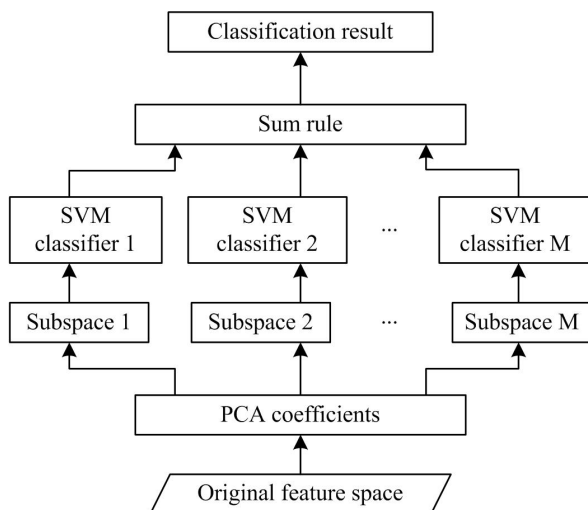 Classification result
Sum rule
SVM
classifier 1
SVM
classifier 2
...
SVM
classifier M
Subspace 1
Subspace 2
...
Subspace M
PCA coefficients
Original feature space